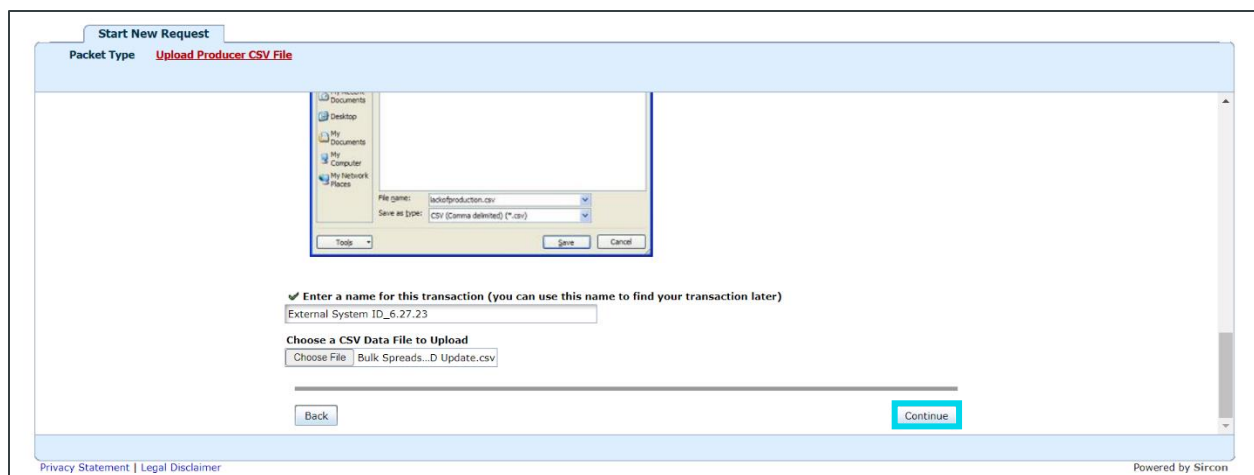 Start New Request
Packet Type Upload Producer CSV File
Documents
Desktop
My Documents
My Computer
My Network Places
File name: lackofproduction.csv
Save as type: CSV (Comma delimited) (*.csv)
Tools Save Cancel
Enter a name for this transaction (you can use this name to find your transaction later)
External System ID_6.27.23
Choose a CSV Data File to Upload
Choose File Bulk Spreads...D Update.csv
Back Continue
Privacy Statement | Legal Disclaimer Powered by Sircon